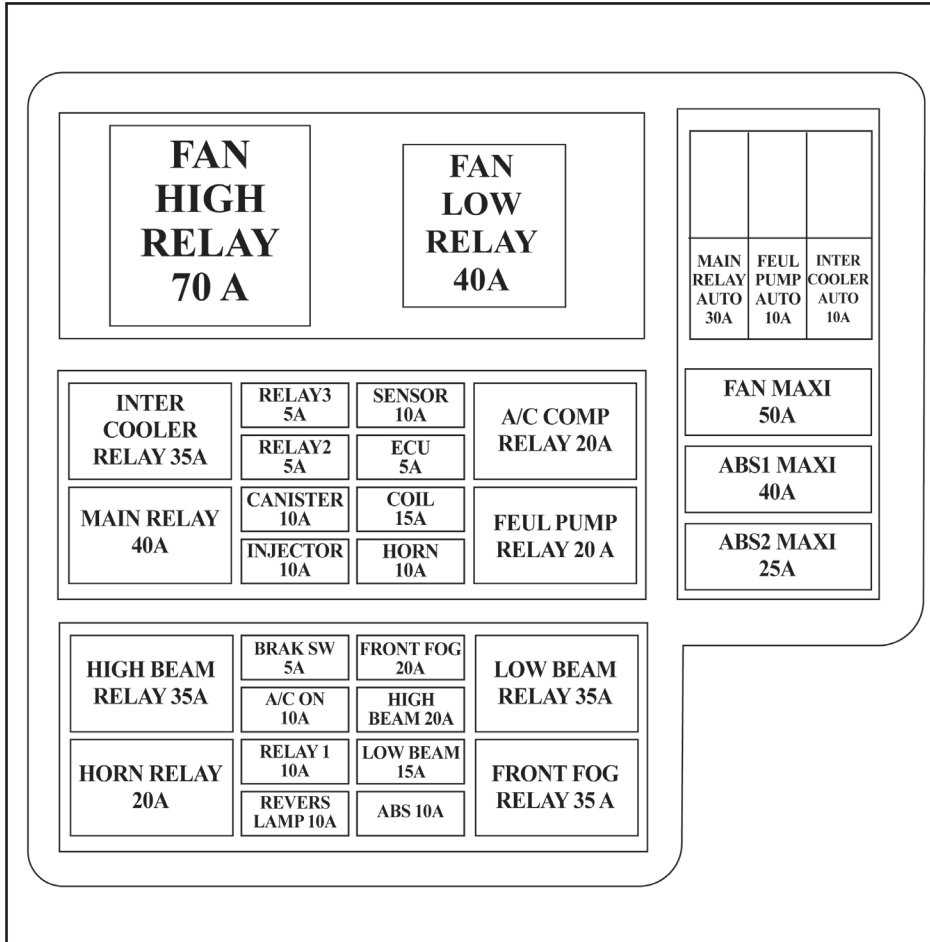 FAN
HIGH
RELAY
70 A
FAN
LOW
RELAY
40A
MAIN
RELAY
AUTO
30A
FEUL
PUMP
AUTO
10A
INTER
COOLER
AUTO
10A
FAN MAXI
50A
ABS1 MAXI
40A
ABS2 MAXI
25A
INTER
COOLER
RELAY 35A
RELAY3
5A
SENSOR
10A
A/C COMP
RELAY 20A
RELAY2
5A
ECU
5A
MAIN RELAY
40A
CANISTER
10A
COIL
15A
FEUL PUMP
RELAY 20 A
INJECTOR
10A
HORN
10A
HIGH BEAM
RELAY 35A
BRAK SW
5A
FRONT FOG
20A
LOW BEAM
RELAY 35A
A/C ON
10A
HIGH
BEAM 20A
HORN RELAY
20A
RELAY 1
10A
LOW BEAM
15A
FRONT FOG
RELAY 35 A
REVERS
LAMP 10A
ABS 10A